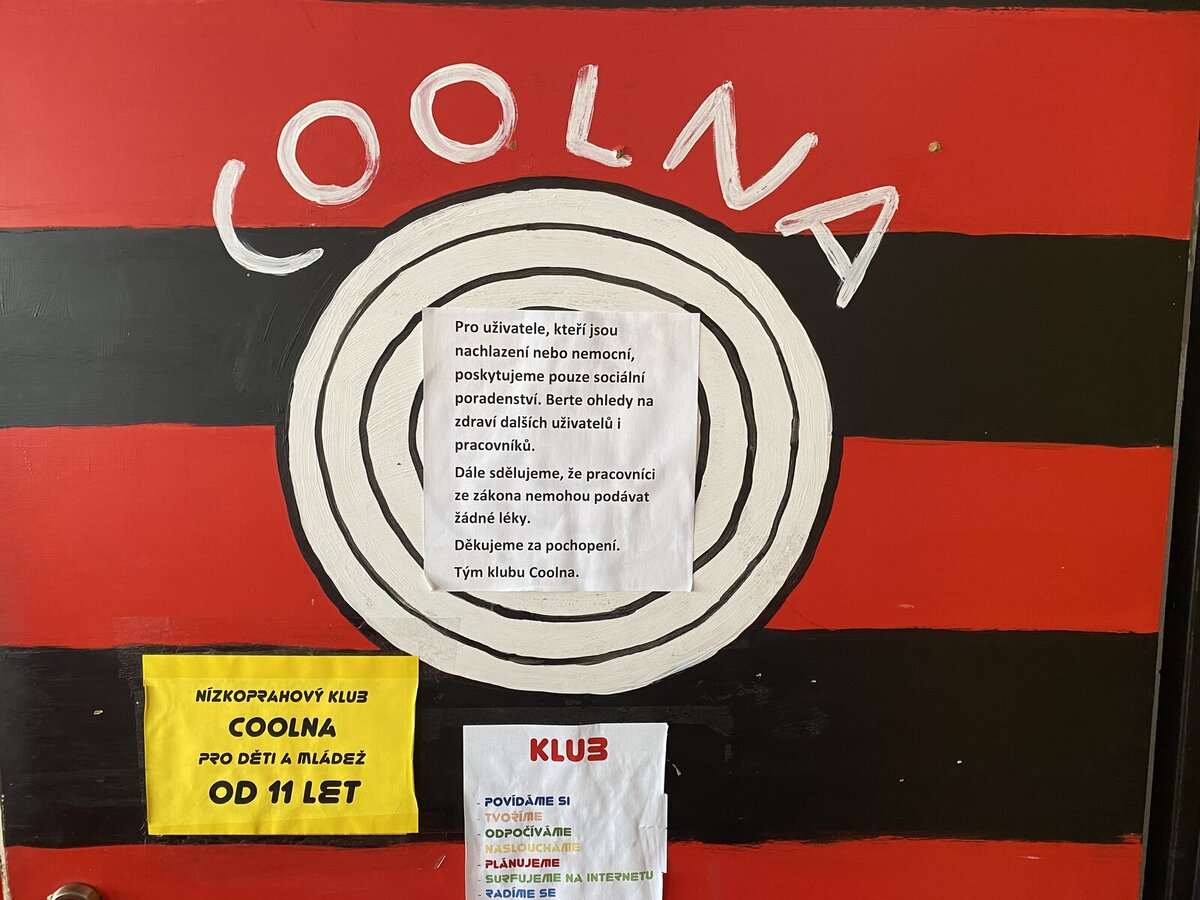 COOLNA
Pro uživatele, kteří jsou
nachlazení nebo nemocní,
poskytujeme pouze sociální
poradenství. Berte ohledy na
zdraví dalších uživatelů i
pracovníků.
Dále sdělujeme, že pracovníci
ze zákona nemohou podávat
žádné léky.
Děkujeme za pochopení.
Tým klubu Coolna.
NÍZKOPRAHOVÝ KLUB
COOLNA
PRO DĚTI A MLÁDEŽ
OD 11 LET
KLUB
- POVÍDÁME SI
- TVOŘÍME
- ODPOČÍVÁME
- NASLOUCHÁME
- PLÁNUJEME
- SURFUJEME NA INTERNETU
- RADÍME SE